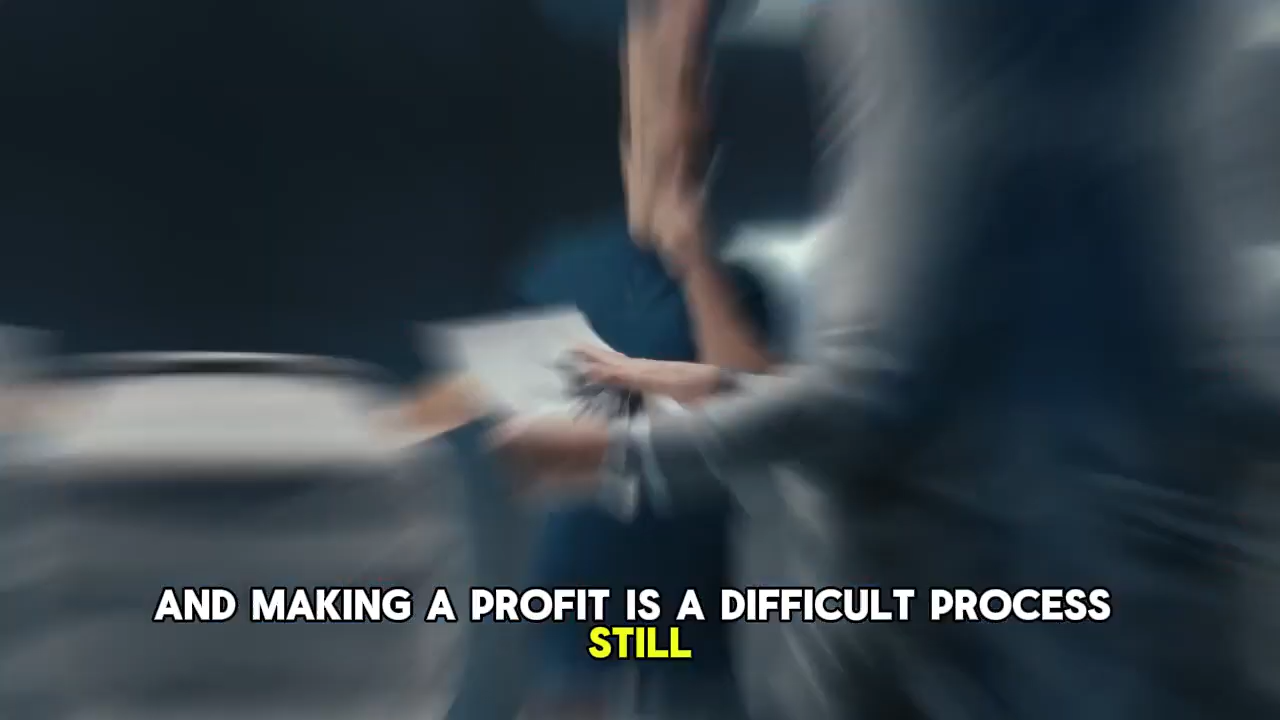 AND MAKING A PROFIT IS A DIFFICULT PROCESS
STILL